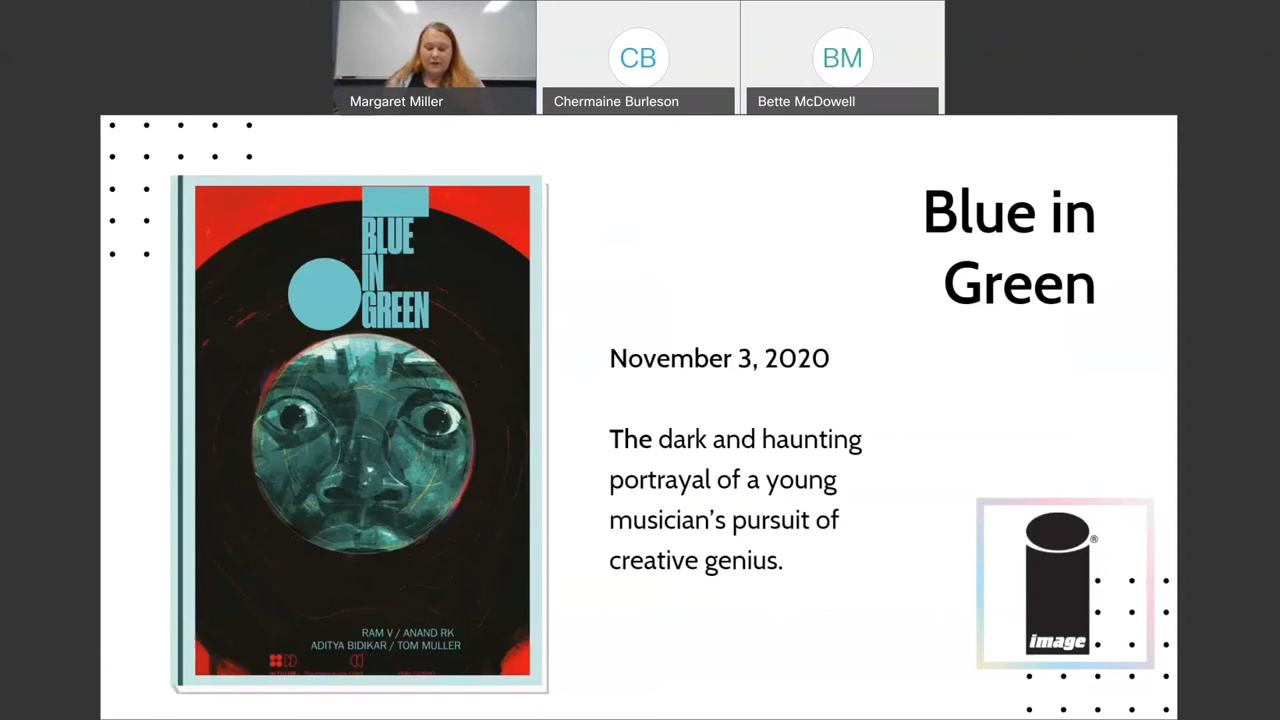 CB
BM
Margaret Miller
Chermaine Burleson
Bette McDowell
BLUE
IN
GREEN
RAM V / ANAND RK
ADITYA BIDIKAR / TOM MULLER
Blue in
Green
November 3, 2020
The dark and haunting
portrayal of a young
musician’s pursuit of
creative genius.
®
image